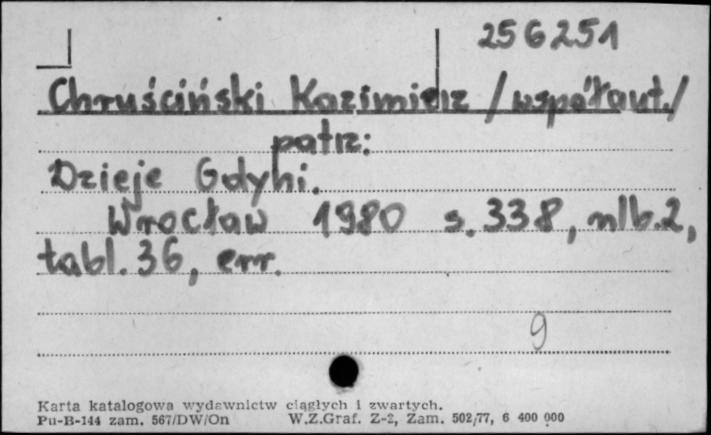 256251
Chruściński Kazimierz /współaut./
patrz:
Dzieje Gdyni.
Wrocław 1980 s. 338, nlb. 2,
tabl. 36, err.
9
Karta katalogowa wydawnictw ciągłych i zwartych.
Pu-B-144 zam. 567/DW/On W.Z.Graf. Z-2, Zam. 502/77, 6 400 000